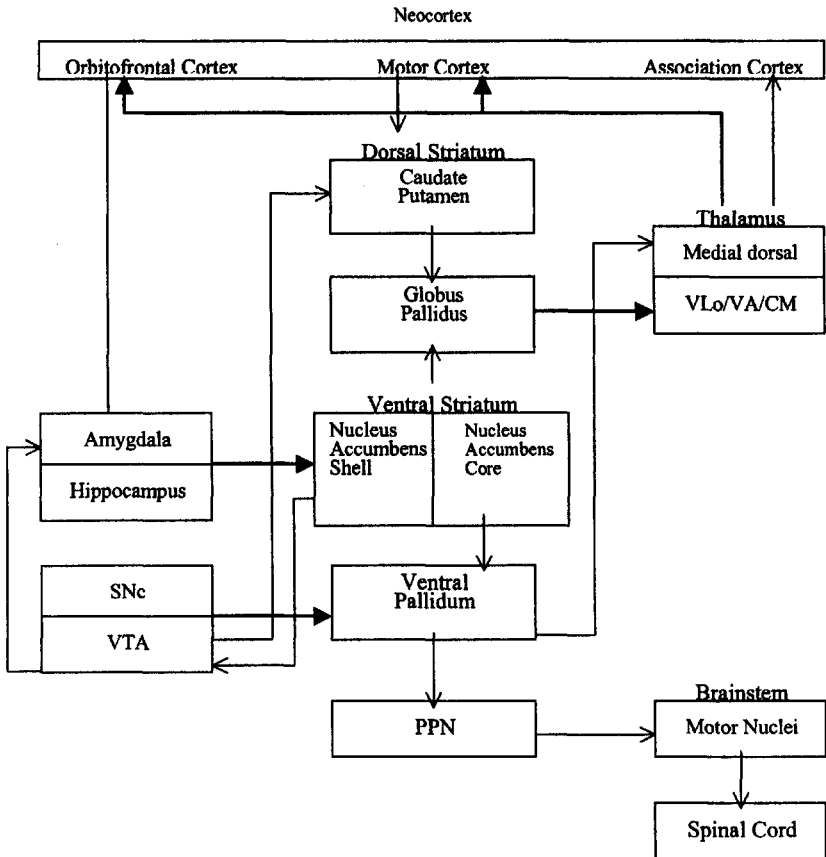 Neocortex
Orbitofrontal Cortex Motor Cortex Association Cortex
Dorsal Striatum
Caudate
Putamen
Thalamus
Medial dorsal
VLo/VA/CM
Globus
Pallidus
Ventral Striatum
Amygdala
Hippocampus
Nucleus
Accumbens
Shell
Nucleus
Accumbens
Core
SNc
VTA
Ventral
Pallidum
PPN
Brainstem
Motor Nuclei
Spinal Cord